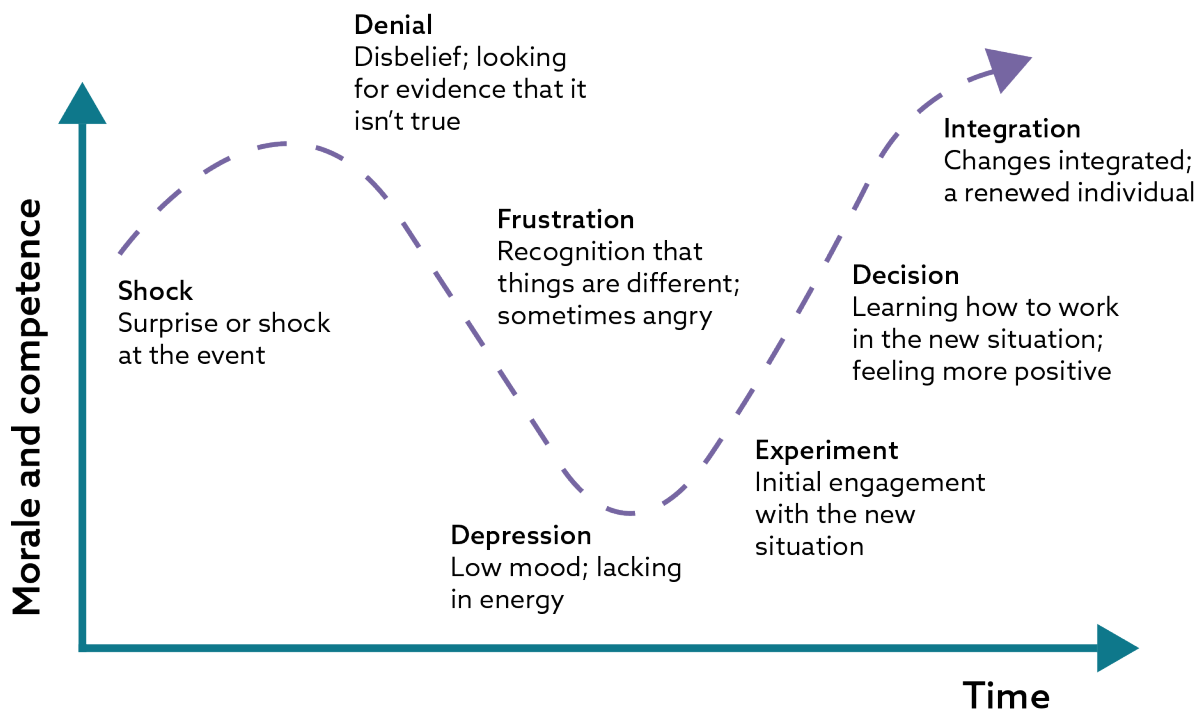 Denial
Disbelief; looking
for evidence that it
isn’t true
Integration
Changes integrated;
a renewed individual
Frustration
Recognition that
things are different;
sometimes angry
Shock
Surprise or shock
at the event
Decision
Learning how to work
in the new situation;
feeling more positive
Experiment
Initial engagement
with the new
situation
Depression
Low mood; lacking
in energy
Morale and competence
Time